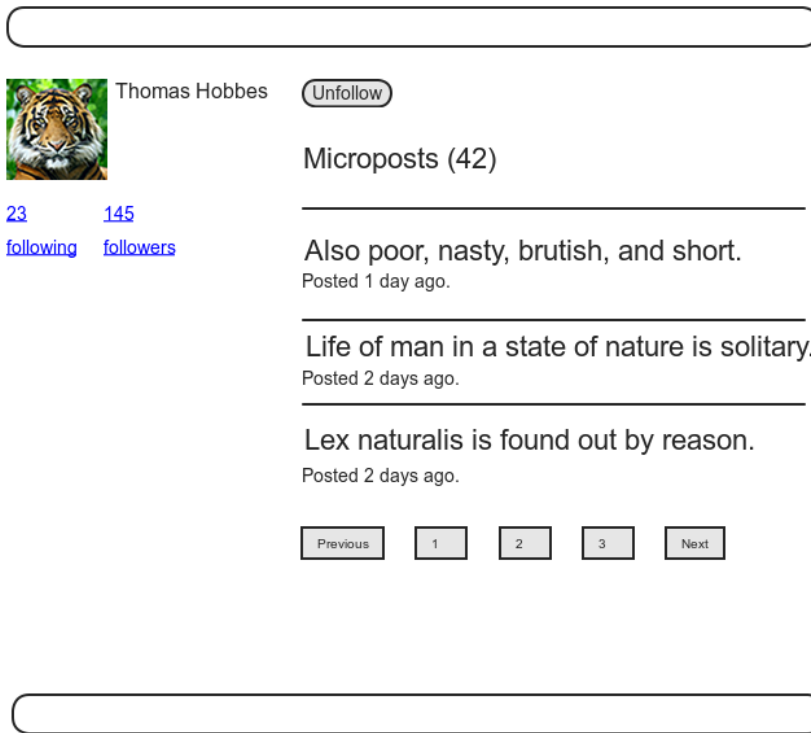 Thomas Hobbes
Unfollow
Microposts (42)
23 145
following followers
Also poor, nasty, brutish, and short.
Posted 1 day ago.
Life of man in a state of nature is solitary.
Posted 2 days ago.
Lex naturalis is found out by reason.
Posted 2 days ago.
Previous 1 2 3 Next